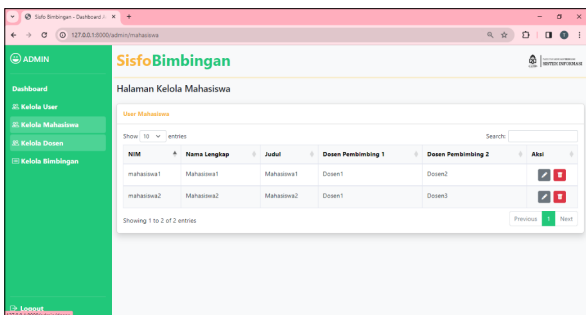 Sisfo Bimbingan - Dashboard A
127.0.0.1:8000/admin/mahasiswa
ADMIN
SisfoBimbingan
SISTEM INFORMASI
Dashboard
Kelola User
Kelola Mahasiswa
Kelola Dosen
Kelola Bimbingan
Logout
Halaman Kelola Mahasiswa
User Mahasiswa
Show 10 entries
Search:
NIM Nama Lengkap Judul Dosen Pembimbing 1 Dosen Pembimbing 2 Aksi
mahasiswa1 Mahasiswa1 Mahasiswa1 Dosen1 Dosen2
mahasiswa2 Mahasiswa2 Mahasiswa2 Dosen1 Dosen3
Showing 1 to 2 of 2 entries
Previous 1 Next